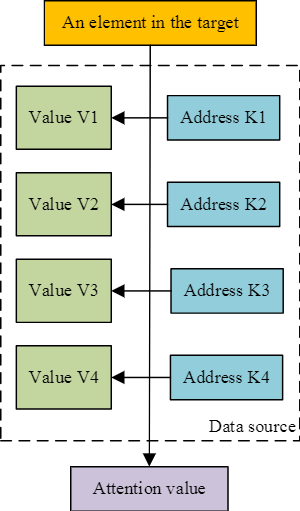 An element in the target
Value V1
Address K1
Value V2
Address K2
Value V3
Address K3
Value V4
Address K4
Data source
Attention value